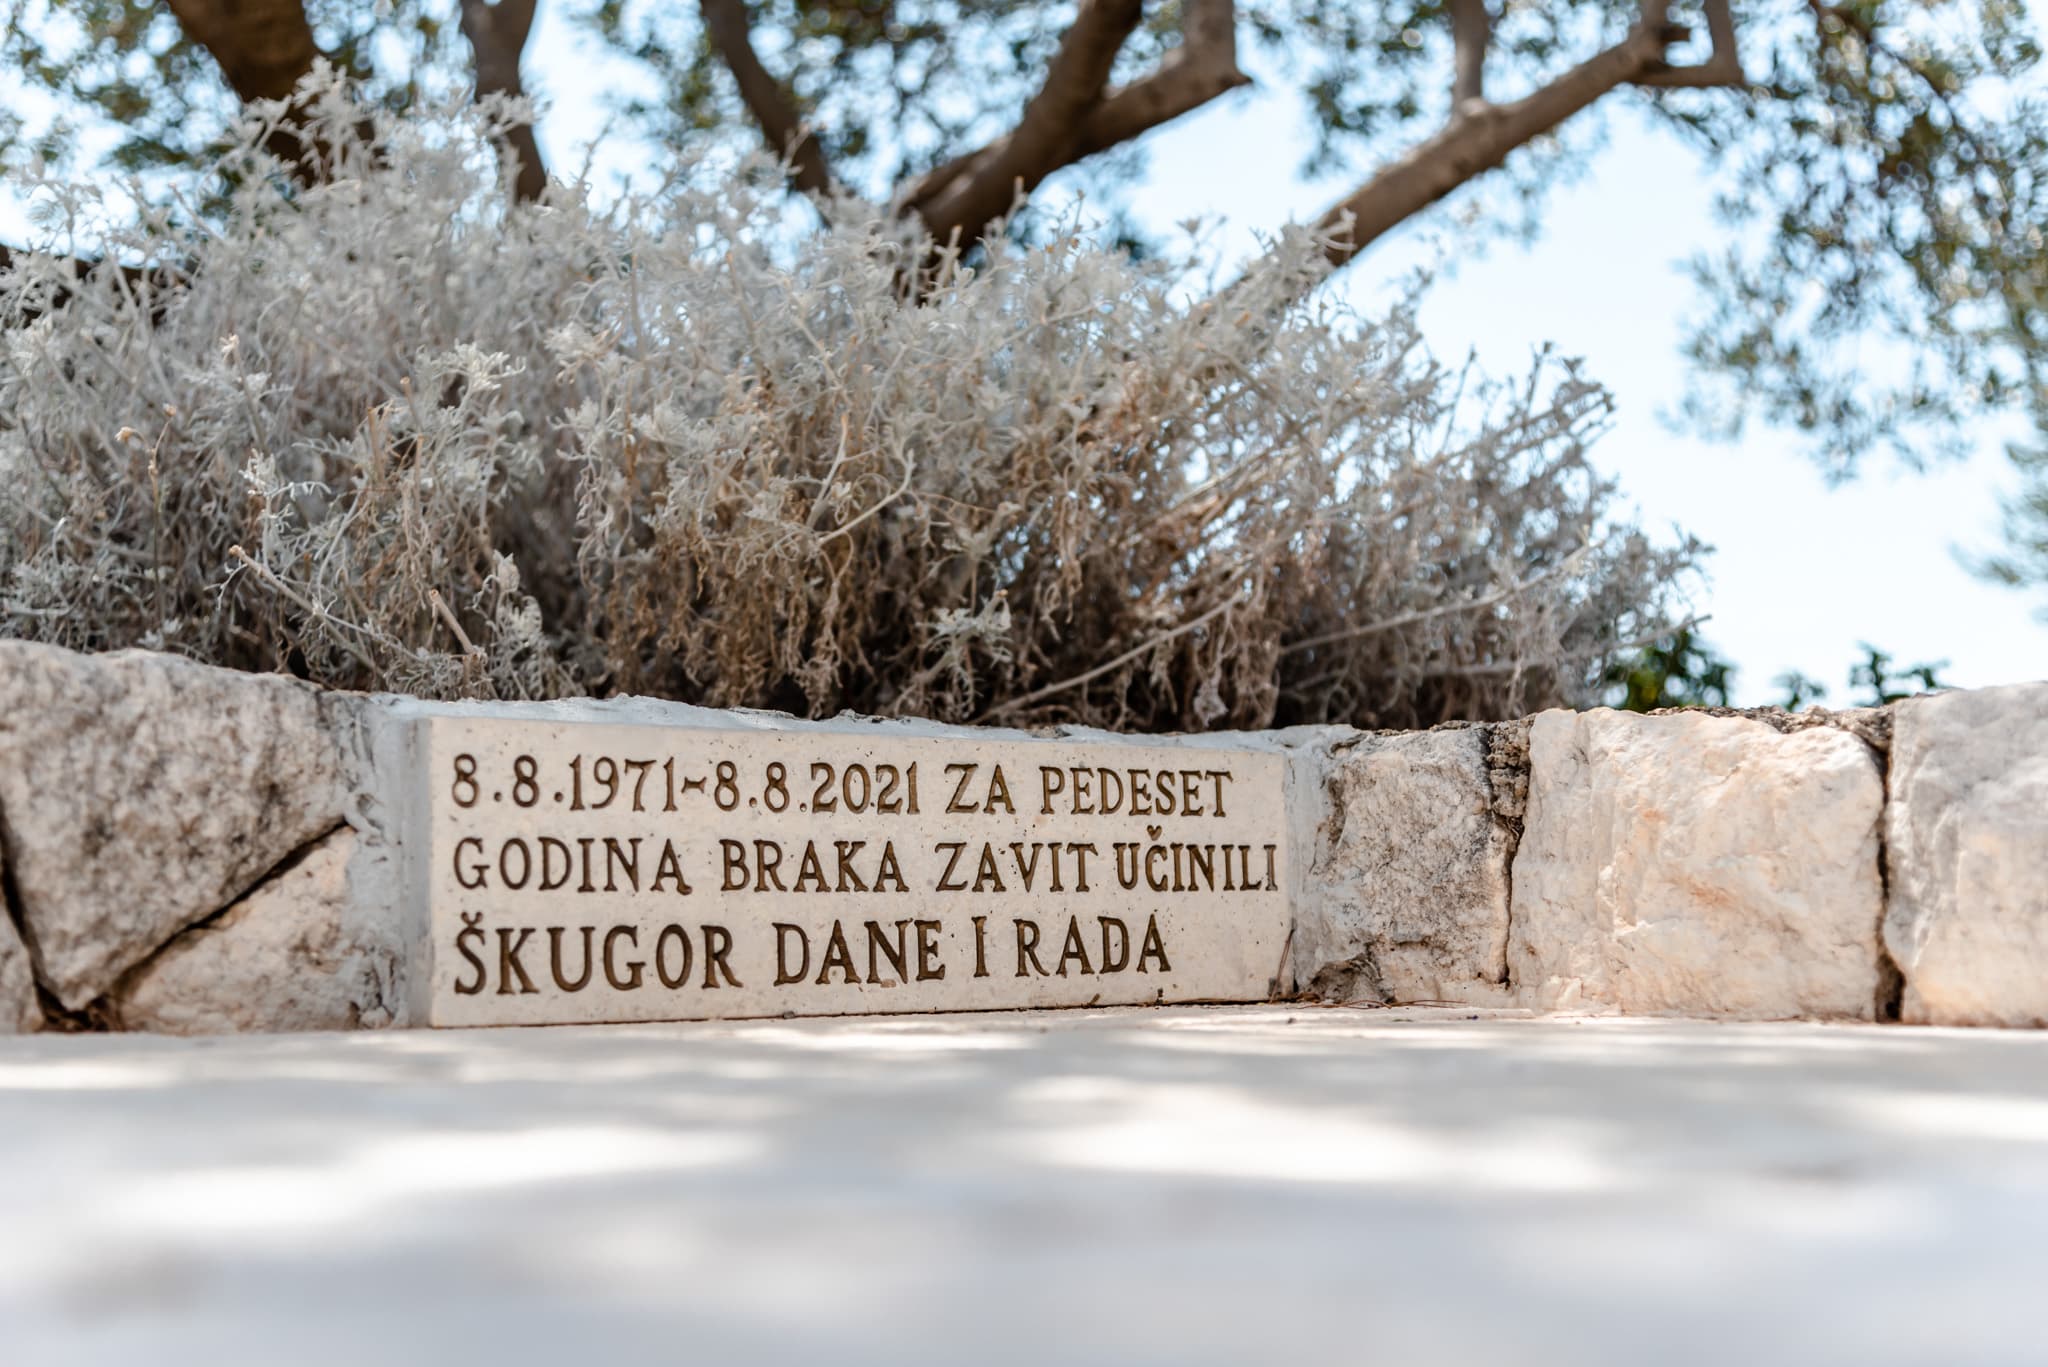 8.8.1971-8.8.2021 ZA PEDESET
GODINA BRAKA ZAVIT UČINILI
ŠKUGOR DANE I RADA